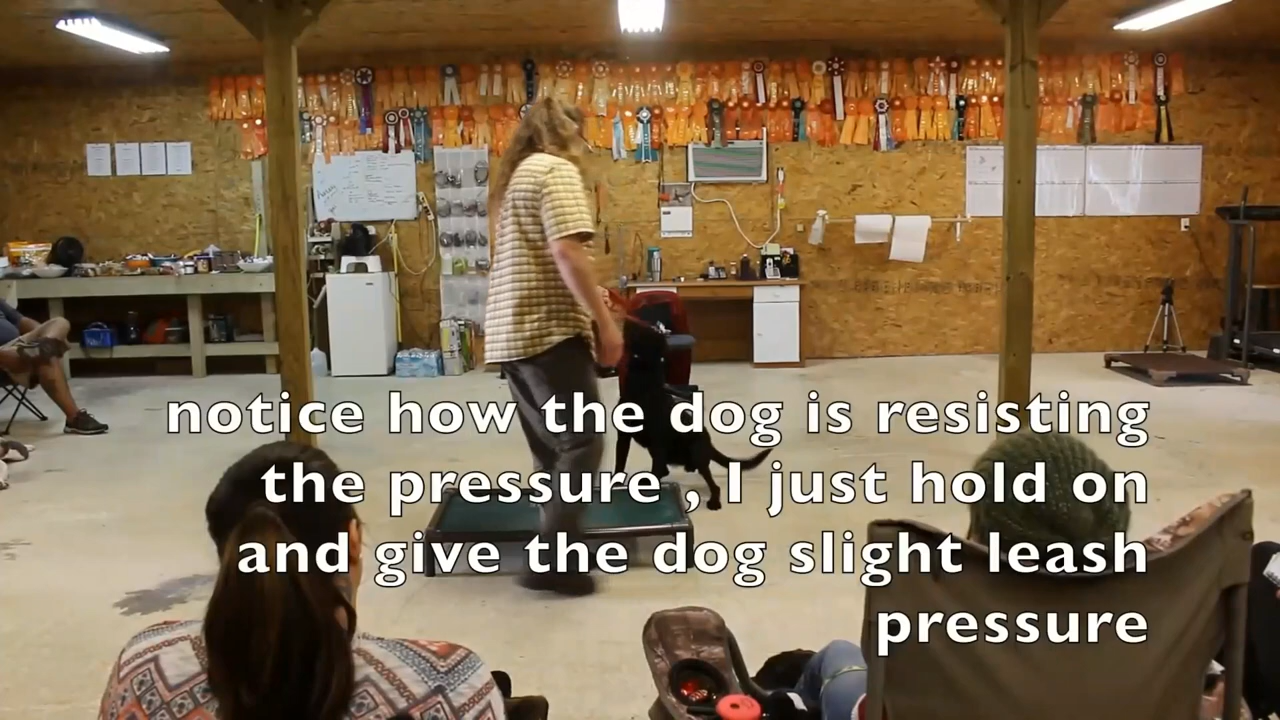 notice how the dog is resisting
the pressure , I just hold on
and give the dog slight leash
pressure